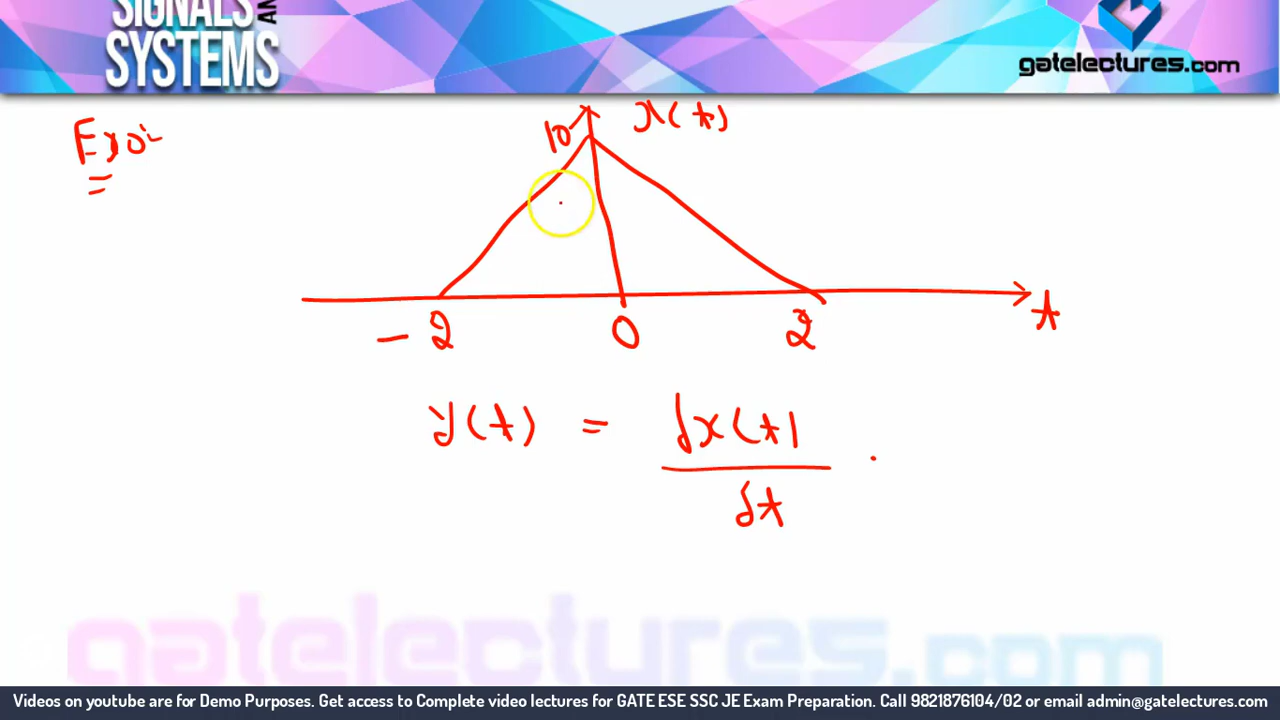 SIGNALS AND
SYSTEMS
gatelectures.com
Ex:
10 x(t)
-2 0 2 t
y(t) = dx(t)
dt
gatelectures.com
Videos on youtube are for Demo Purposes. Get access to Complete video lectures for GATE ESE SSC JE Exam Preparation. Call 9821876104/02 or email admin@gatelectures.com